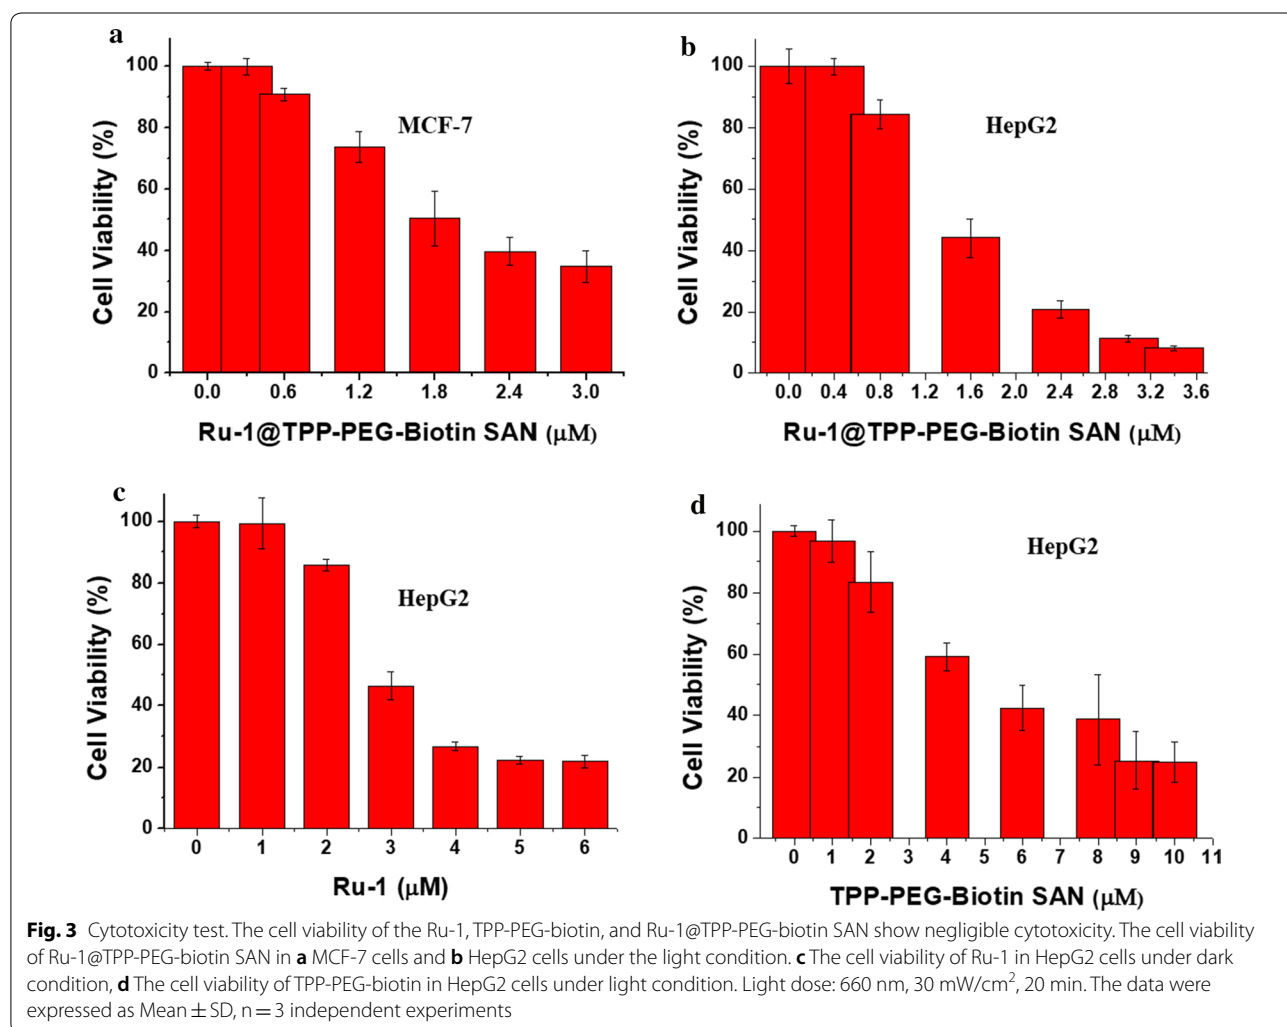 a
100
80
60
40
20
0
Cell Viability (%)
MCF-7
0.0 0.6 1.2 1.8 2.4 3.0
Ru-1@TPP-PEG-Biotin SAN (μM)
b
100
80
60
40
20
0
Cell Viability (%)
HepG2
0.0 0.4 0.8 1.2 1.6 2.0 2.4 2.8 3.2 3.6
Ru-1@TPP-PEG-Biotin SAN (μM)
c
100
80
60
40
20
0
Cell Viability (%)
HepG2
0 1 2 3 4 5 6
Ru-1 (μM)
d
100
80
60
40
20
0
Cell Viability (%)
HepG2
0 1 2 3 4 5 6 7 8 9 10 11
TPP-PEG-Biotin SAN (μM)
Fig. 3 Cytotoxicity test. The cell viability of the Ru-1, TPP-PEG-biotin, and Ru-1@TPP-PEG-biotin SAN show negligible cytotoxicity. The cell viability
of Ru-1@TPP-PEG-biotin SAN in a MCF-7 cells and b HepG2 cells under the light condition. c The cell viability of Ru-1 in HepG2 cells under dark
condition, d The cell viability of TPP-PEG-biotin in HepG2 cells under light condition. Light dose: 660 nm, 30 mW/cm², 20 min. The data were
expressed as Mean ± SD, n = 3 independent experiments